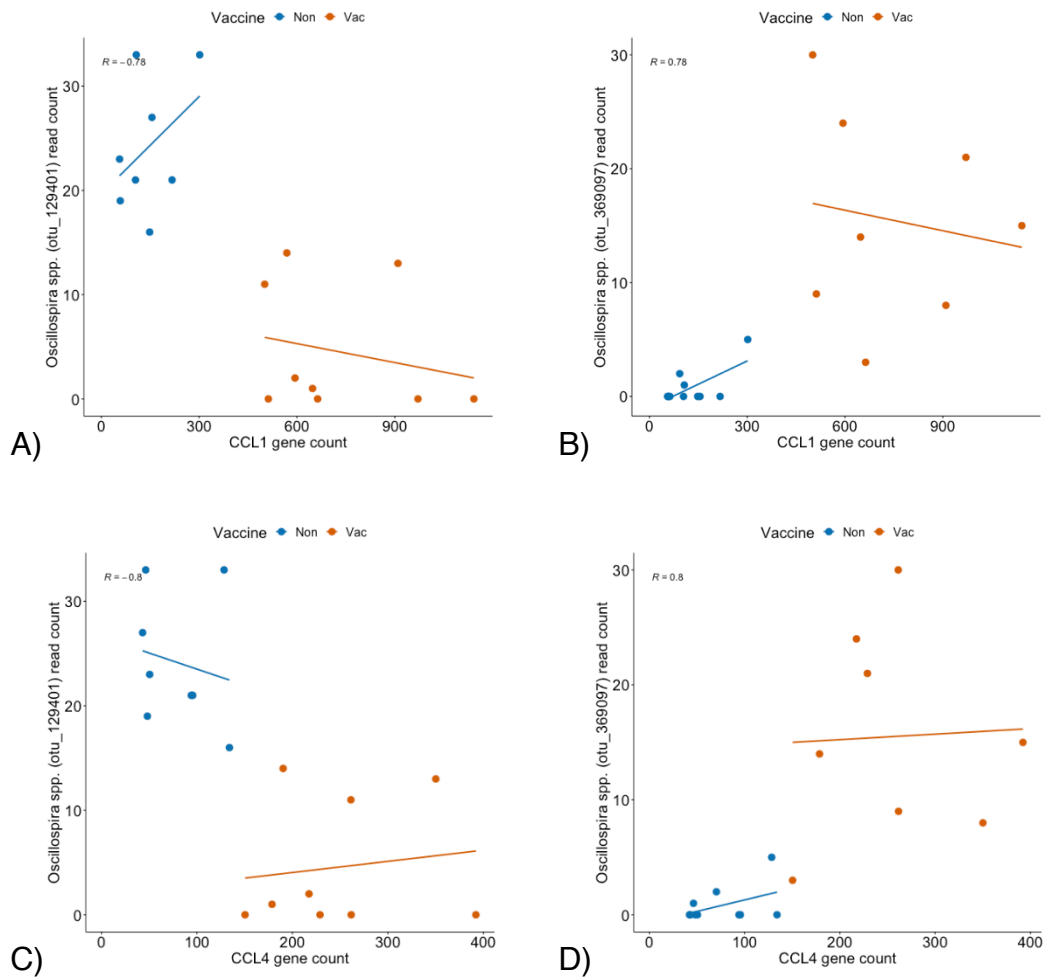 Vaccine Non Vac
R = −0.78
30
20
10
0
Oscillospira spp. (otu_129401) read count
0 300 600 900
CCL1 gene count
A)
Vaccine Non Vac
R = 0.78
30
20
10
0
Oscillospira spp. (otu_369097) read count
0 300 600 900
CCL1 gene count
B)
Vaccine Non Vac
R = −0.8
30
20
10
0
Oscillospira spp. (otu_129401) read count
0 100 200 300 400
CCL4 gene count
C)
Vaccine Non Vac
R = 0.8
30
20
10
0
Oscillospira spp. (otu_369097) read count
0 100 200 300 400
CCL4 gene count
D)